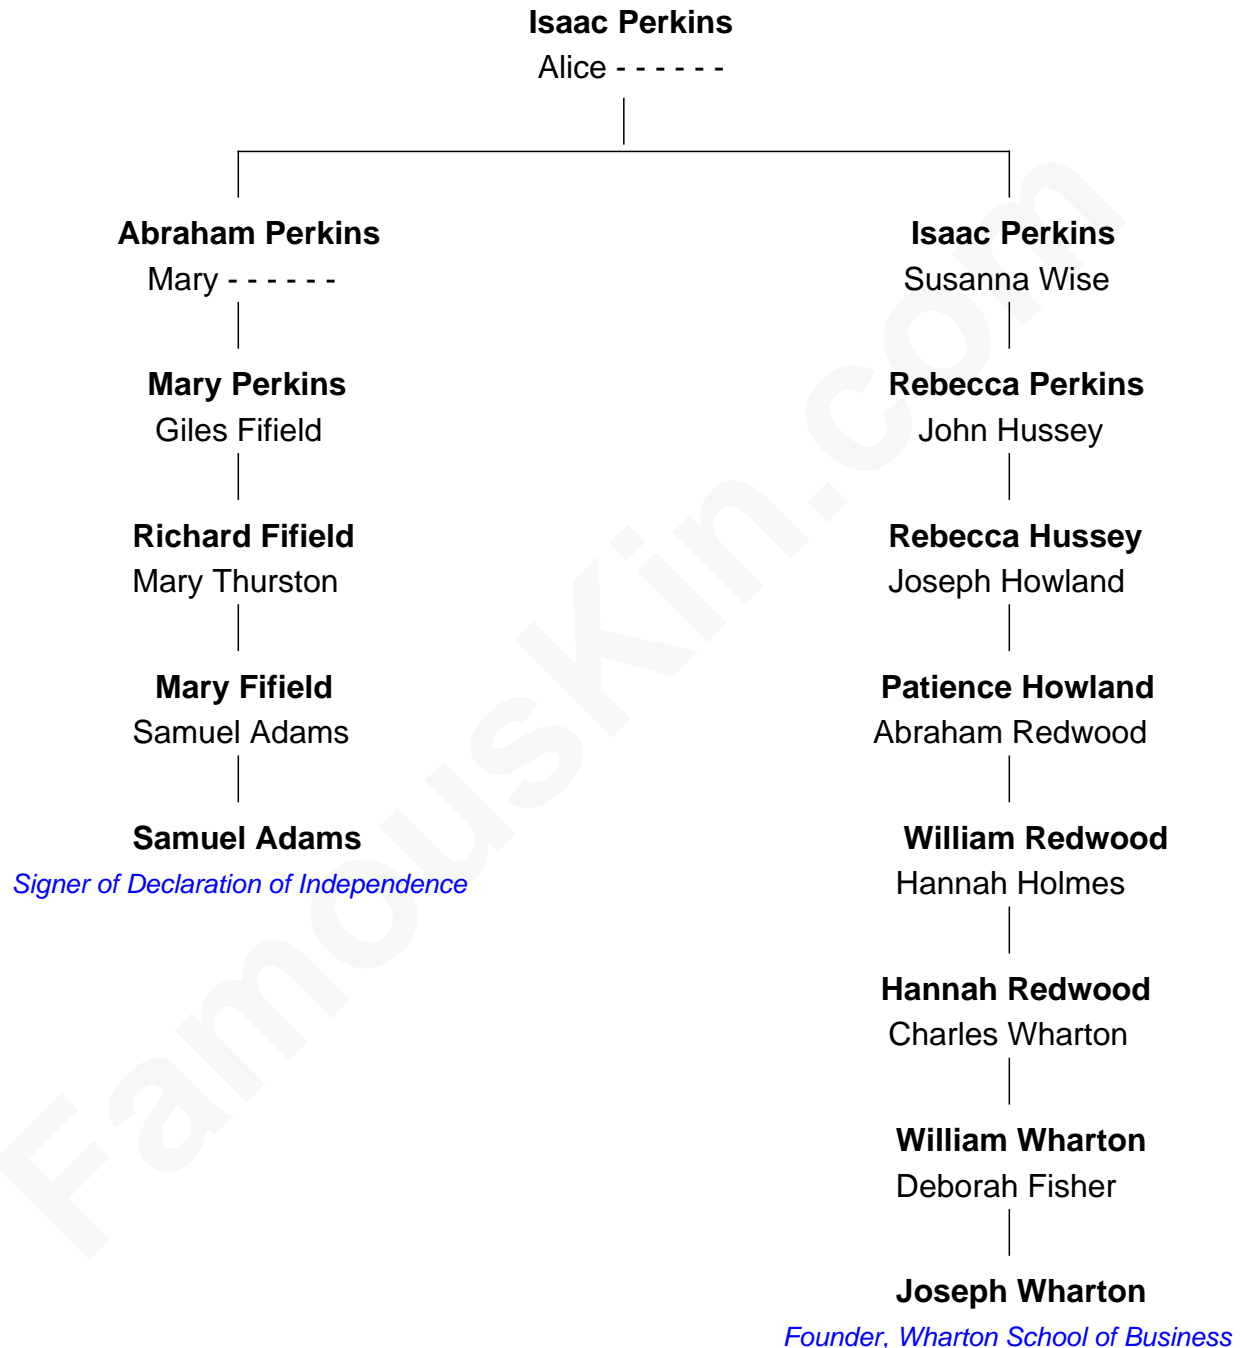 Isaac Perkins
Alice - - - - - -
Abraham Perkins
Mary - - - - - -
Isaac Perkins
Susanna Wise
Mary Perkins
Giles Fifield
Rebecca Perkins
John Hussey
Richard Fifield
Mary Thurston
Rebecca Hussey
Joseph Howland
Mary Fifield
Samuel Adams
Patience Howland
Abraham Redwood
Samuel Adams
Signer of Declaration of Independence
William Redwood
Hannah Holmes
Hannah Redwood
Charles Wharton
William Wharton
Deborah Fisher
Joseph Wharton
Founder, Wharton School of Business
FamousKin.com